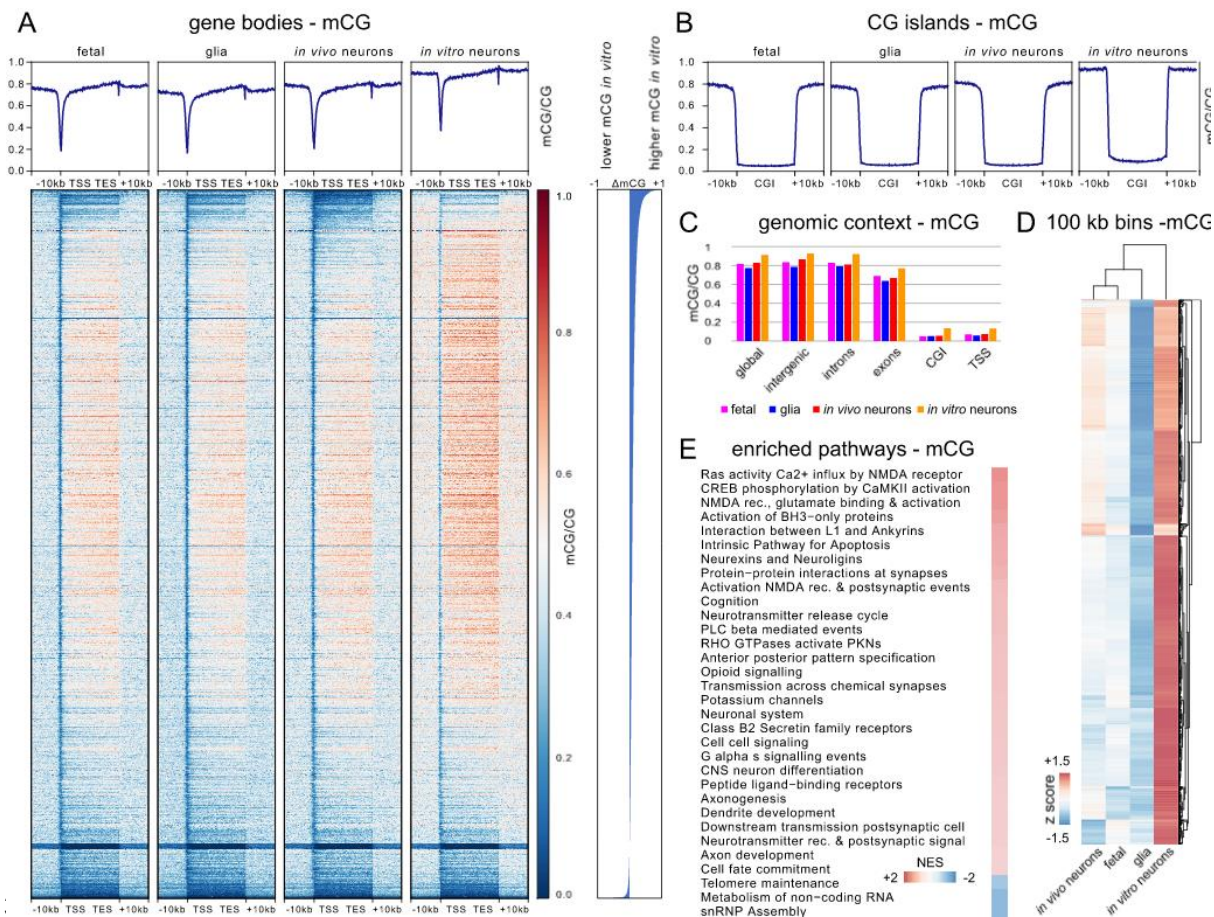 A
gene bodies - mCG
fetal
glia
in vivo neurons
in vitro neurons
1.0
0.8
0.6
0.4
0.2
0.0
mCG/CG
-10kb TSS TES +10kb
-10kb TSS TES +10kb
-10kb TSS TES +10kb
-10kb TSS TES +10kb
1.0
0.8
0.6
0.4
0.2
0.0
mCG/CG
-10kb TSS TES +10kb
-10kb TSS TES +10kb
-10kb TSS TES +10kb
-10kb TSS TES +10kb
lower mCG in vitro
higher mCG in vitro
-1 ΔmCG +1
B
CG islands - mCG
fetal
glia
in vivo neurons
in vitro neurons
1.0
0.8
0.6
0.4
0.2
0.0
mCG/CG
-10kb CGI +10kb
-10kb CGI +10kb
-10kb CGI +10kb
-10kb CGI +10kb
C
genomic context - mCG
mCG/CG
1
0.8
0.6
0.4
0.2
0
global
intergenic
introns
exons
CGI
TSS
fetal glia in vivo neurons in vitro neurons
D
100 kb bins -mCG
+1.5
z score
-1.5
in vivo neurons
fetal
glia
in vitro neurons
E
enriched pathways - mCG
Ras activity Ca2+ influx by NMDA receptor
CREB phosphorylation by CaMKII activation
NMDA rec., glutamate binding & activation
Activation of BH3-only proteins
Interaction between L1 and Ankyrins
Intrinsic Pathway for Apoptosis
Neurexins and Neuroligins
Protein-protein interactions at synapses
Activation NMDA rec. & postsynaptic events
Cognition
Neurotransmitter release cycle
PLC beta mediated events
RHO GTPases activate PKNs
Anterior posterior pattern specification
Opioid signalling
Transmission across chemical synapses
Potassium channels
Neuronal system
Class B2 Secretin family receptors
Cell cell signaling
G alpha s signalling events
CNS neuron differentiation
Peptide ligand-binding receptors
Axonogenesis
Dendrite development
Downstream transmission postsynaptic cell
Neurotransmitter rec. & postsynaptic signal
Axon development
Cell fate commitment
Telomere maintenance
Metabolism of non-coding RNA
snRNP Assembly
NES
+2 -2